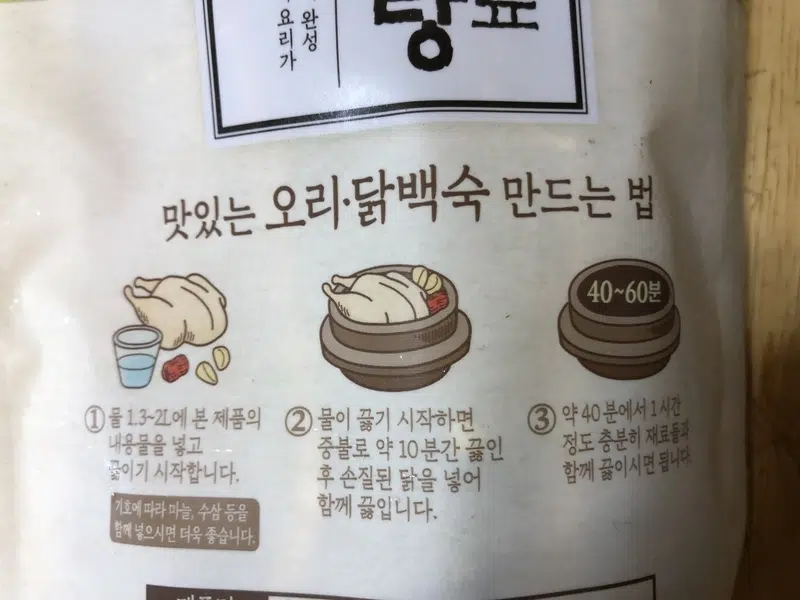 완성
요리가
탕
맛있는 오리·닭백숙 만드는 법
40~60분
① 물 1.3~2L에 본 제품의
내용물을 넣고
끓이기 시작합니다.
기호에 따라 마늘, 수삼 등을
함께 넣으시면 더욱 좋습니다.
② 물이 끓기 시작하면
중불로 약 10분간 끓인
후 손질된 닭을 넣어
함께 끓입니다.
③ 약 40분에서 1시간
정도 충분히 재료들과
함께 끓이시면 됩니다.